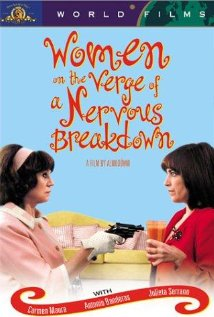 MGM
WORLD FILMS
Women
on the Verge of
a Nervous
Breakdown
A FILM BY ALMODÓVAR
WITH
Carmen Maura
Antonio Banderas
Julieta Serrano